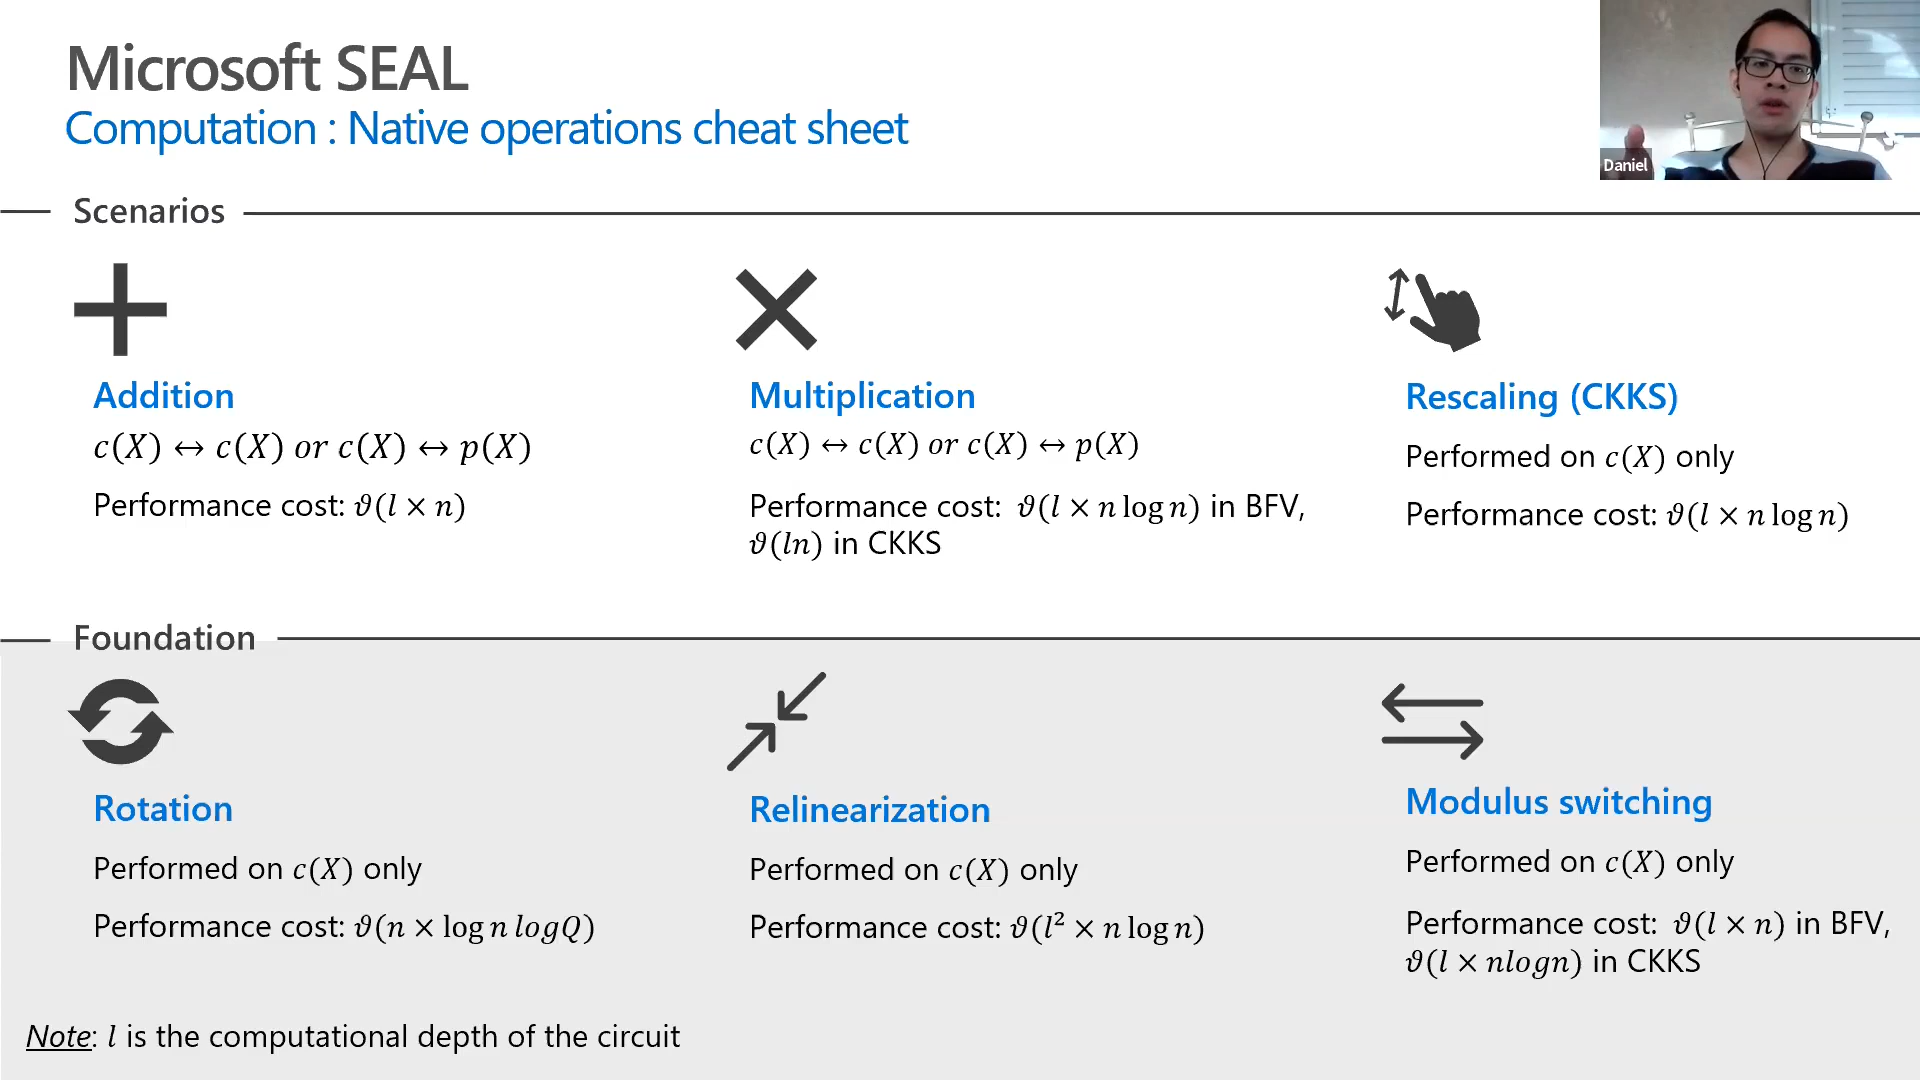 Microsoft SEAL
Computation : Native operations cheat sheet
Daniel
Scenarios
Addition
c(X) ↔ c(X) or c(X) ↔ p(X)
Performance cost: ϑ(l × n)
Multiplication
c(X) ↔ c(X) or c(X) ↔ p(X)
Performance cost: ϑ(l × n log n) in BFV,
ϑ(ln) in CKKS
Rescaling (CKKS)
Performed on c(X) only
Performance cost: ϑ(l × n log n)
Foundation
Rotation
Performed on c(X) only
Performance cost: ϑ(n × log n logQ)
Relinearization
Performed on c(X) only
Performance cost: ϑ(l² × n log n)
Modulus switching
Performed on c(X) only
Performance cost: ϑ(l × n) in BFV,
ϑ(l × nlogn) in CKKS
Note: l is the computational depth of the circuit